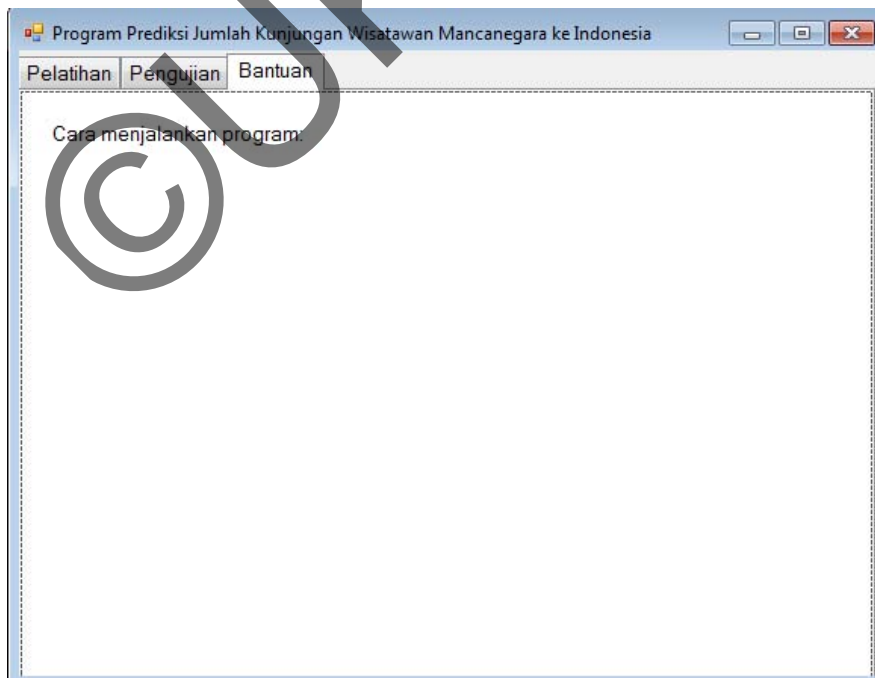 Program Prediksi Jumlah Kunjungan Wisatawan Mancanegara ke Indonesia
Pelatihan Pengujian Bantuan
Cara menjalankan program:
©U